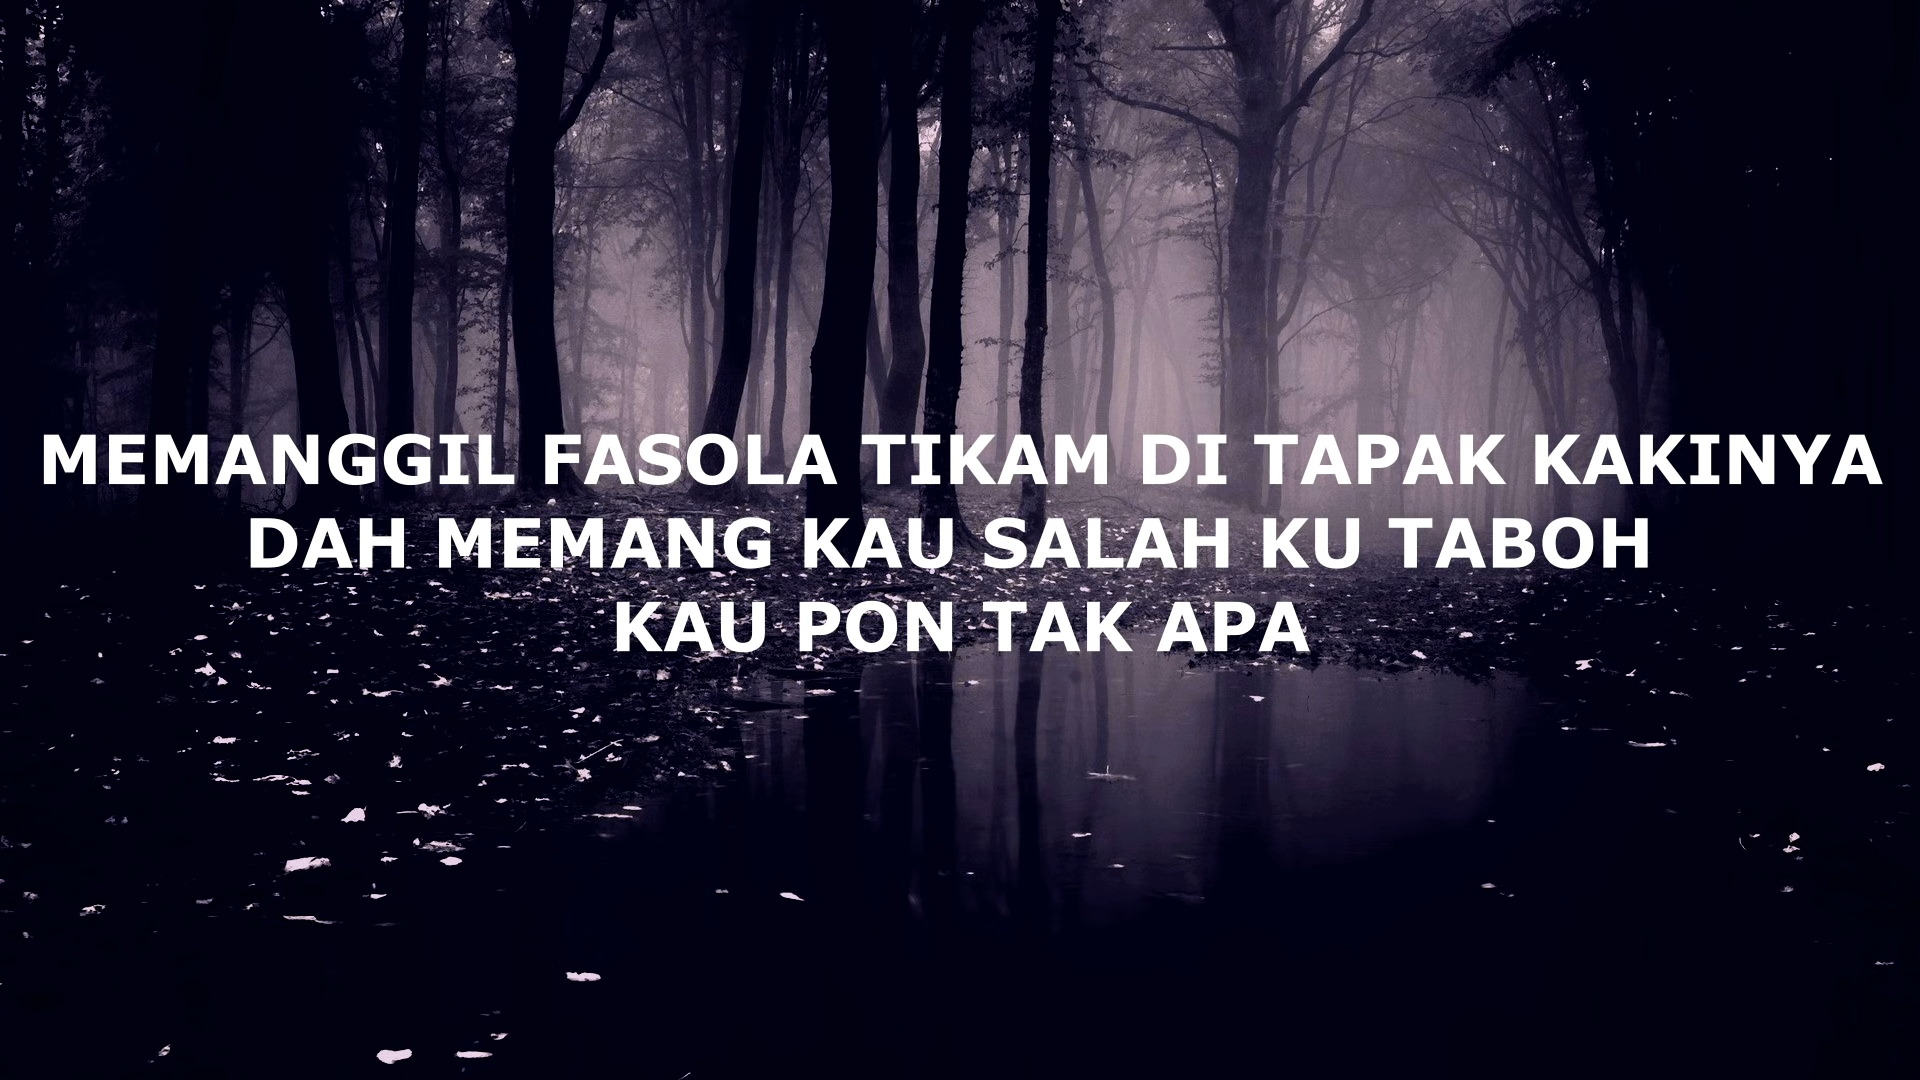 MEMANGGIL FASOLA TIKAM DI TAPAK KAKINYA
DAH MEMANG KAU SALAH KU TABOH
KAU PON TAK APA